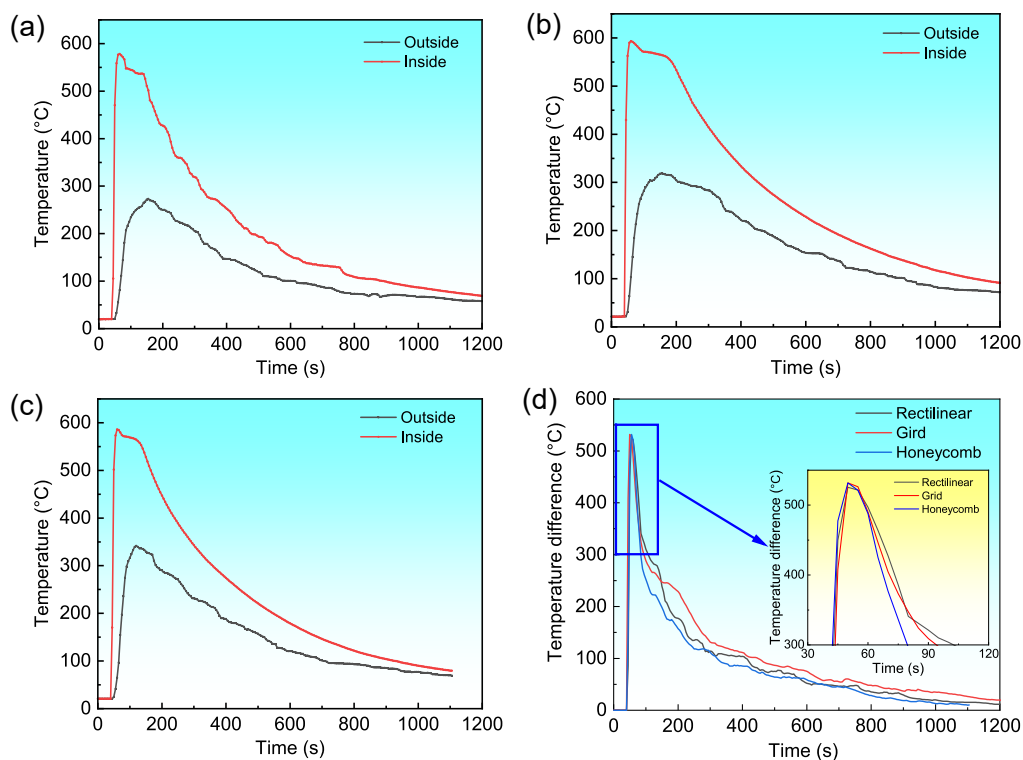 (a)
Outside
Inside
Temperature (°C)
600
500
400
300
200
100
0
0 200 400 600 800 1000 1200
Time (s)
(b)
Outside
Inside
Temperature (°C)
600
500
400
300
200
100
0
0 200 400 600 800 1000 1200
Time (s)
(c)
Outside
Inside
Temperature (°C)
600
500
400
300
200
100
0
0 200 400 600 800 1000 1200
Time (s)
(d)
Rectilinear
Gird
Honeycomb
Temperature difference (°C)
600
500
400
300
200
100
0
0 200 400 600 800 1000 1200
Time (s)
Rectilinear
Grid
Honeycomb
Temperature difference (°C)
500
400
300
30 60 90 120
Time (s)